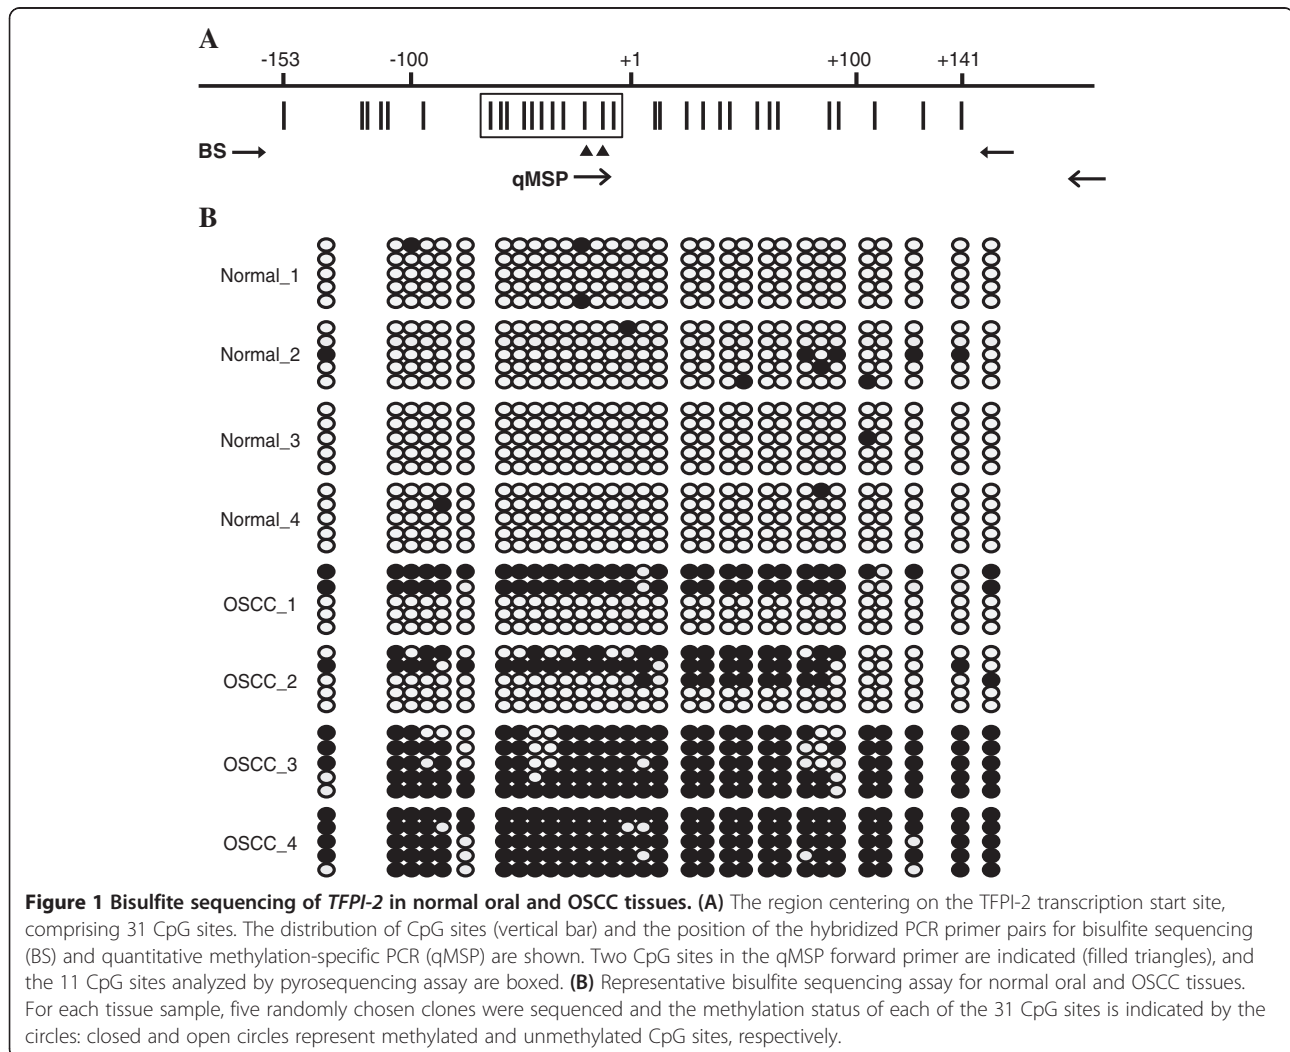 A
-153 -100 +1 +100 +141
BS
qMSP
B
Normal_1
Normal_2
Normal_3
Normal_4
OSCC_1
OSCC_2
OSCC_3
OSCC_4
Figure 1 Bisulfite sequencing of TFPI-2 in normal oral and OSCC tissues. (A) The region centering on the TFPI-2 transcription start site,
comprising 31 CpG sites. The distribution of CpG sites (vertical bar) and the position of the hybridized PCR primer pairs for bisulfite sequencing
(BS) and quantitative methylation-specific PCR (qMSP) are shown. Two CpG sites in the qMSP forward primer are indicated (filled triangles), and
the 11 CpG sites analyzed by pyrosequencing assay are boxed. (B) Representative bisulfite sequencing assay for normal oral and OSCC tissues.
For each tissue sample, five randomly chosen clones were sequenced and the methylation status of each of the 31 CpG sites is indicated by the
circles: closed and open circles represent methylated and unmethylated CpG sites, respectively.